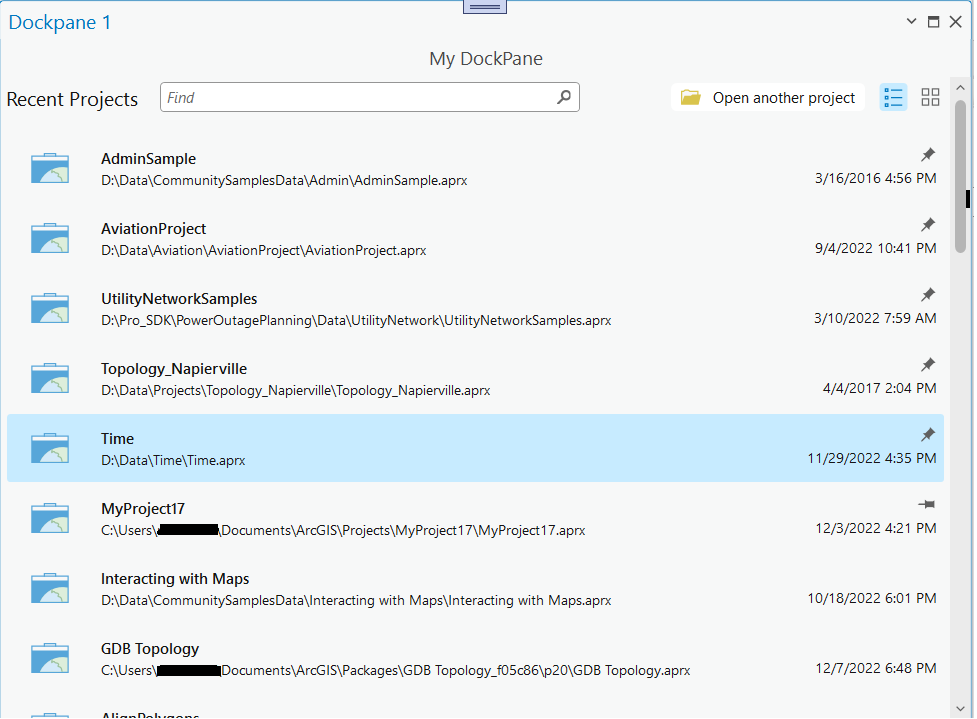 Dockpane 1
My DockPane
Recent Projects
Find
Open another project
AdminSample
D:\Data\CommunitySamplesData\Admin\AdminSample.aprx
3/16/2016 4:56 PM
AviationProject
D:\Data\Aviation\AviationProject\AviationProject.aprx
9/4/2022 10:41 PM
UtilityNetworkSamples
D:\Pro_SDK\PowerOutagePlanning\Data\UtilityNetwork\UtilityNetworkSamples.aprx
3/10/2022 7:59 AM
Topology_Napierville
D:\Data\Projects\Topology_Napierville\Topology_Napierville.aprx
4/4/2017 2:04 PM
Time
D:\Data\Time\Time.aprx
11/29/2022 4:35 PM
MyProject17
C:\Users\ \Documents\ArcGIS\Projects\MyProject17\MyProject17.aprx
12/3/2022 4:21 PM
Interacting with Maps
D:\Data\CommunitySamplesData\Interacting with Maps\Interacting with Maps.aprx
10/18/2022 6:01 PM
GDB Topology
C:\Users\ Documents\ArcGIS\Packages\GDB Topology_f05c86\p20\GDB Topology.aprx
12/7/2022 6:48 PM
AlignPolygons